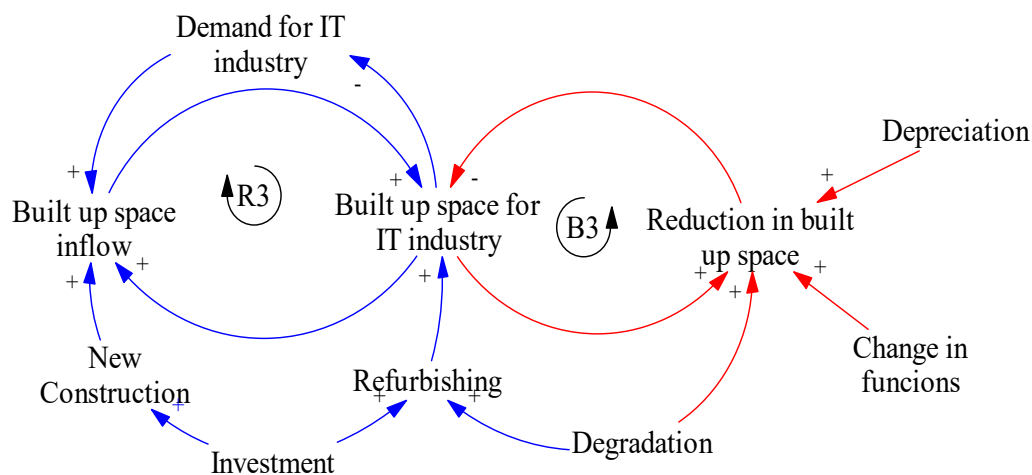 Demand for IT
industry
-
+
Depreciation
+
+
-
R3
B3
Built up space
inflow
Built up space for
IT industry
Reduction in built
up space
+
+
+
+
+
+
New
Construction
Refurbishing
Change in
funcions
+
+
+
Investment
Degradation